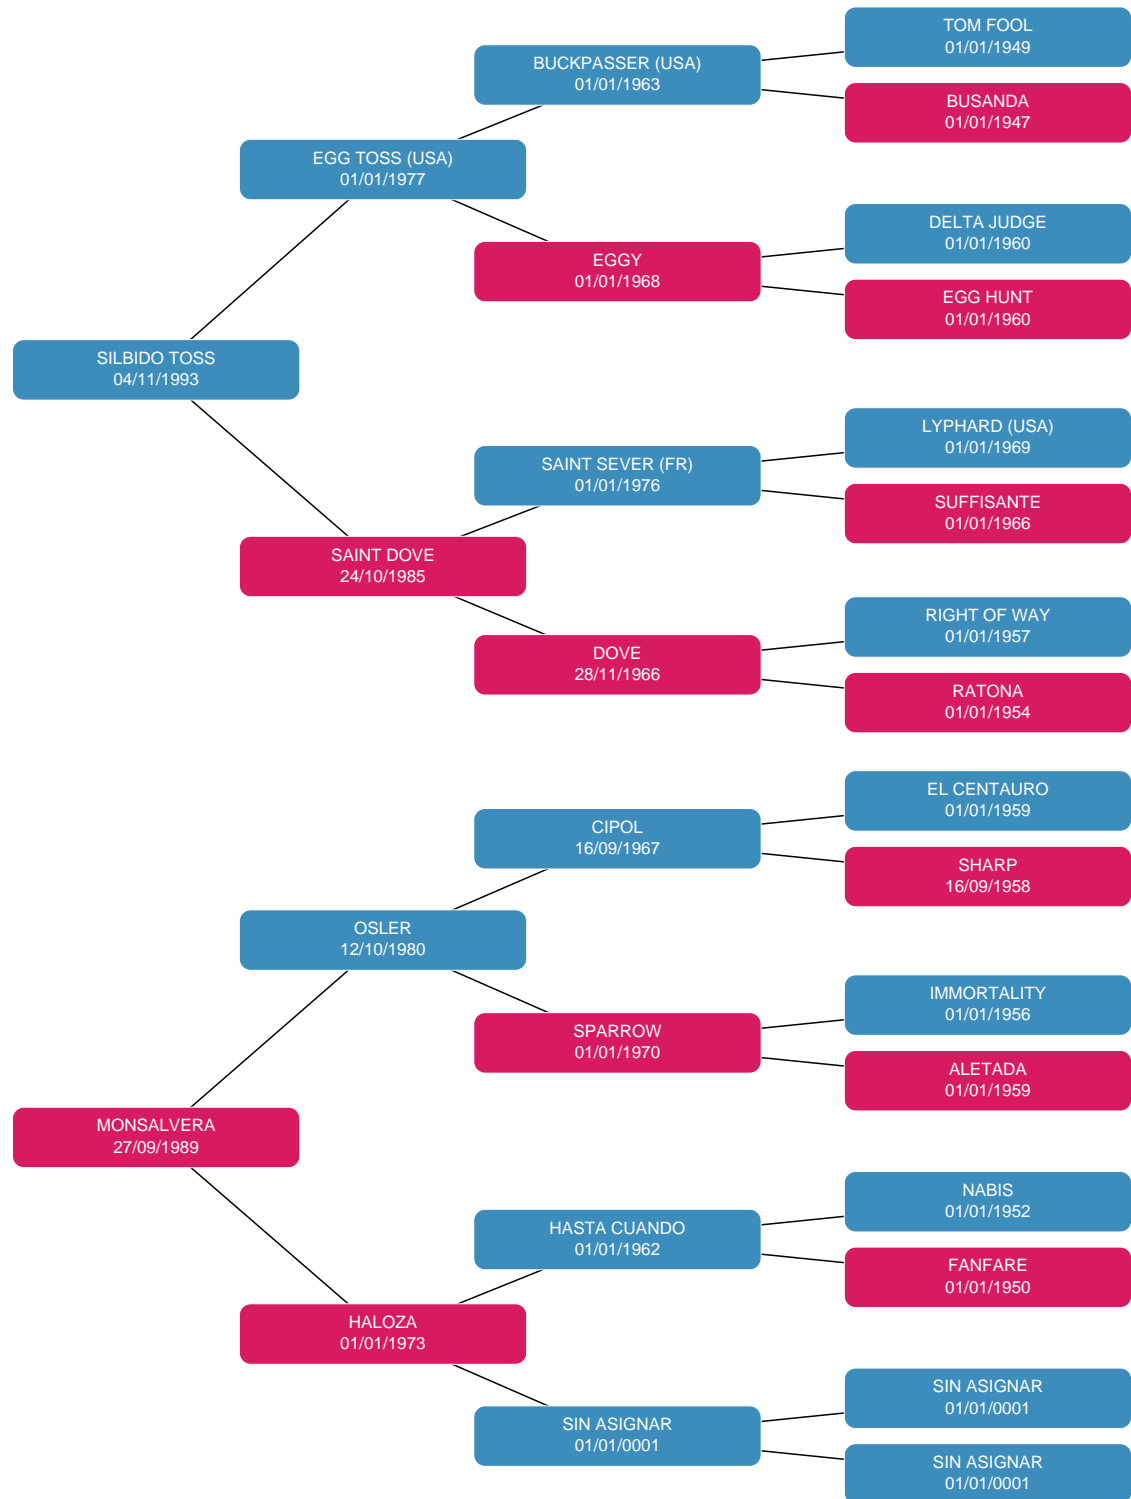 TOM FOOL
01/01/1949
BUCKPASSER (USA)
01/01/1963
BUSANDA
01/01/1947
EGG TOSS (USA)
01/01/1977
DELTA JUDGE
01/01/1960
EGGY
01/01/1968
EGG HUNT
01/01/1960
SILBIDO TOSS
04/11/1993
LYPHARD (USA)
01/01/1969
SAINT SEVER (FR)
01/01/1976
SUFFISANTE
01/01/1966
SAINT DOVE
24/10/1985
RIGHT OF WAY
01/01/1957
DOVE
28/11/1966
RATONA
01/01/1954
EL CENTAURO
01/01/1959
CIPOL
16/09/1967
SHARP
16/09/1958
OSLER
12/10/1980
IMMORTALITY
01/01/1956
SPARROW
01/01/1970
ALETADA
01/01/1959
MONSALVERA
27/09/1989
NABIS
01/01/1952
HASTA CUANDO
01/01/1962
FANFARE
01/01/1950
HALOZA
01/01/1973
SIN ASIGNAR
01/01/0001
SIN ASIGNAR
01/01/0001
SIN ASIGNAR
01/01/0001